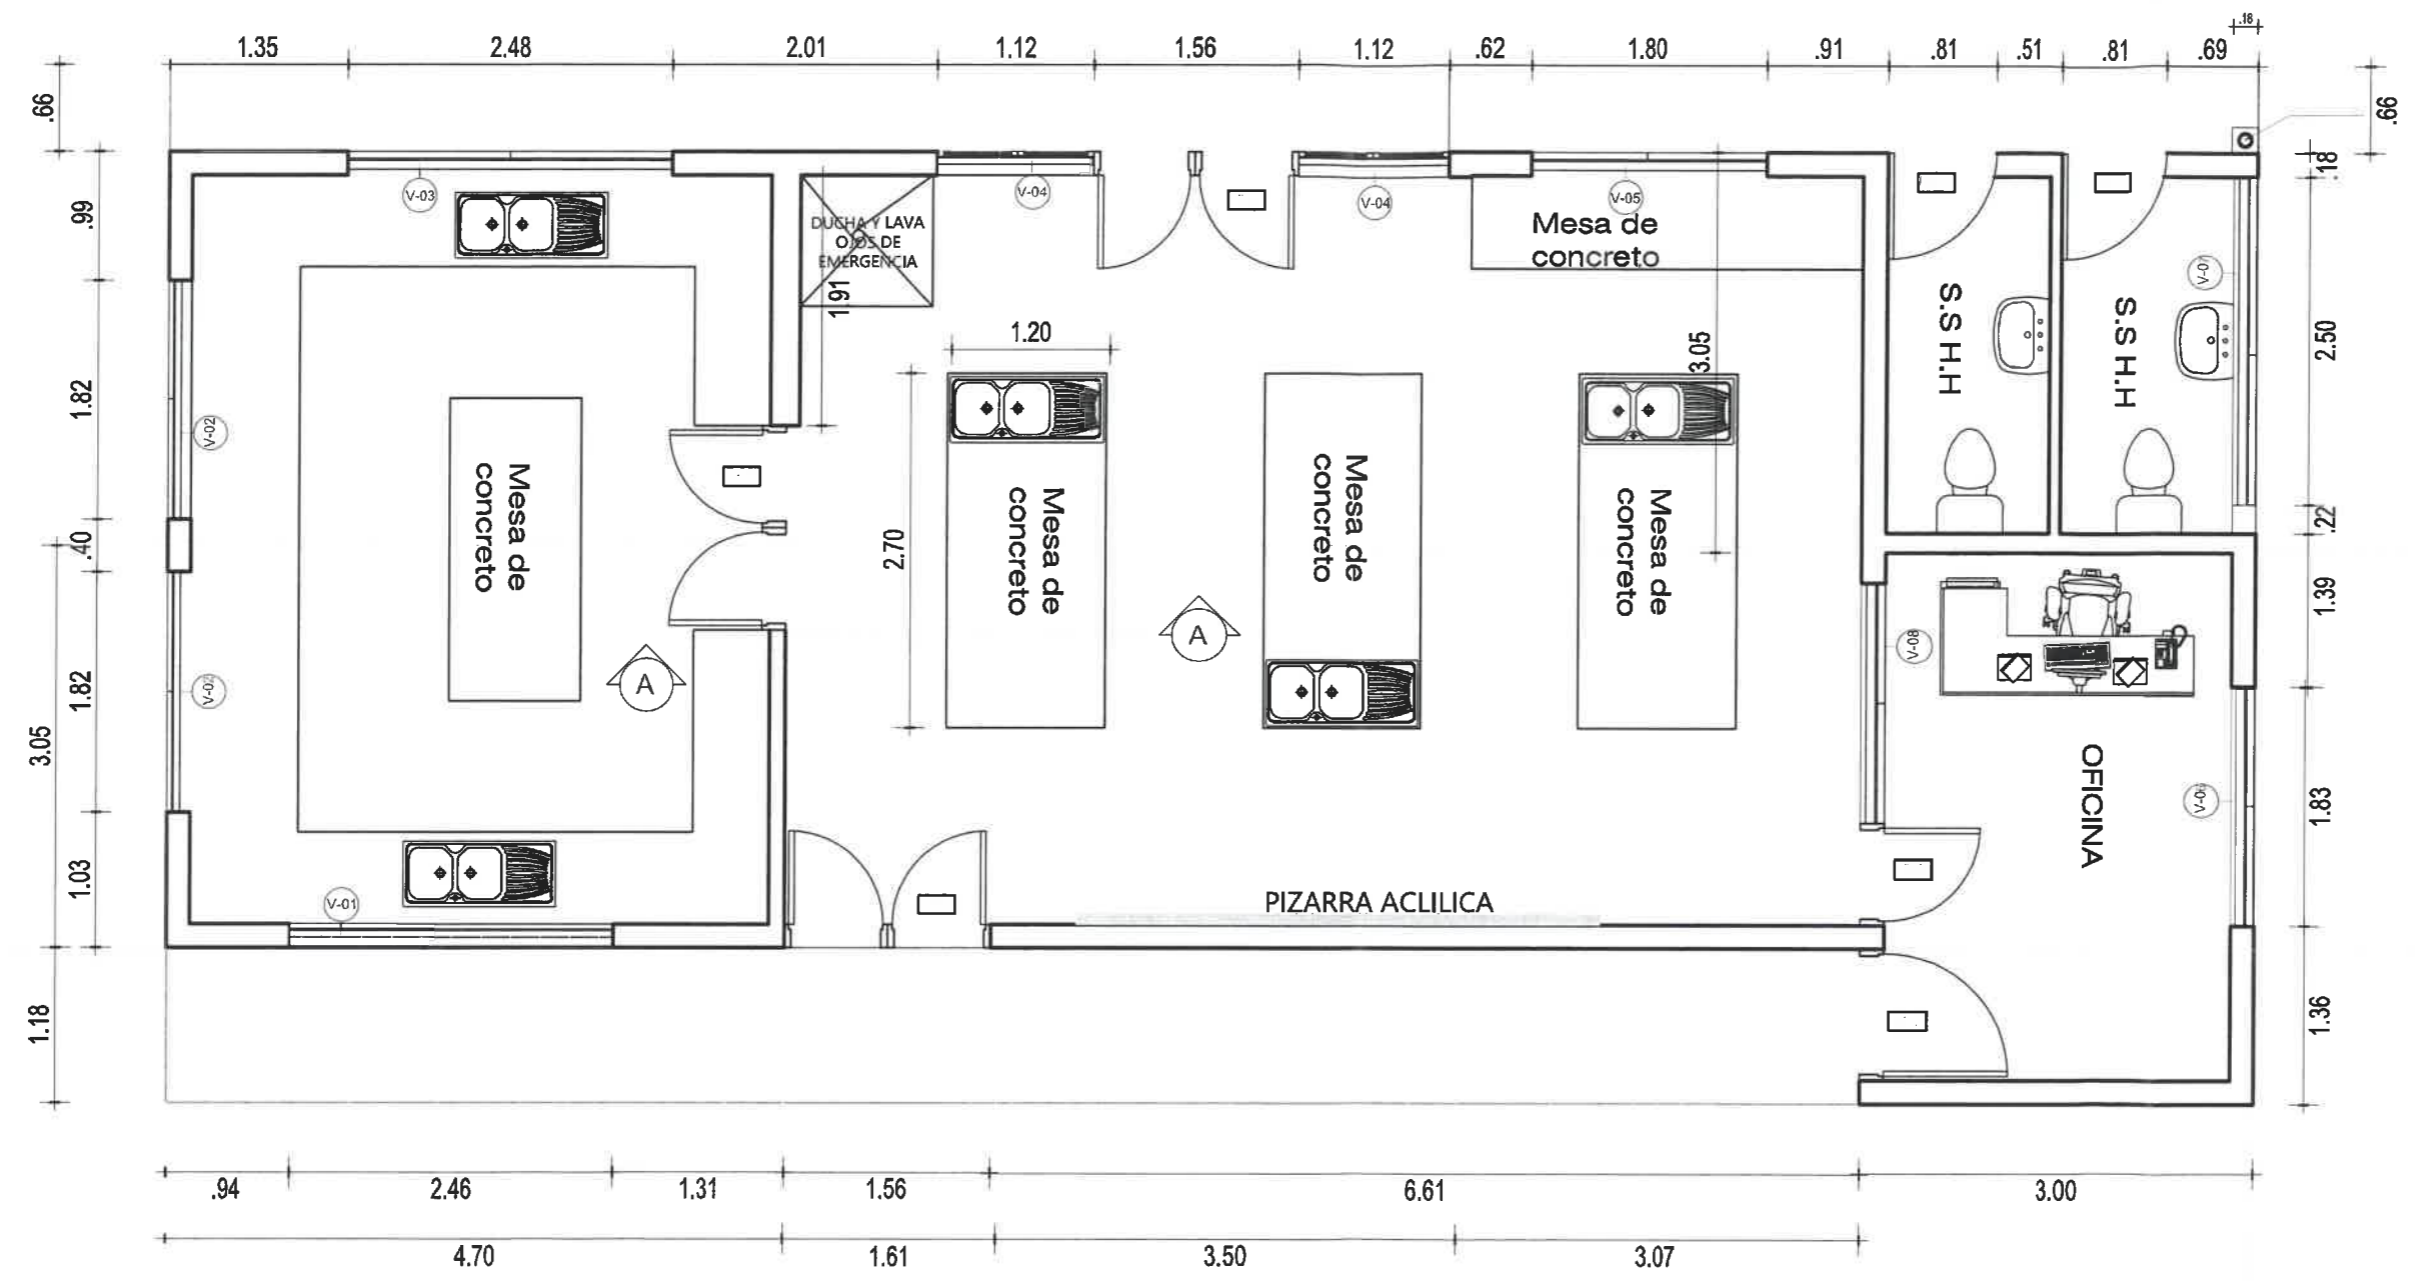 .18
1.35 2.48 2.01 1.12 1.56 1.12 .62 1.80 .91 .81 .51 .81 .69
.66
.66
.99
1.82
.40
1.82
1.03
3.05
1.18
V-03
V-02
V-02
V-01
Mesa de
concreto
A
DUCHA Y LAVA
OJOS DE
EMERGENCIA
1.91
V-04
V-04
V-05
Mesa de
concreto
1.20
2.70
3.05
Mesa de
concreto
Mesa de
concreto
Mesa de
concreto
A
PIZARRA ACLILICA
S.S H.H
S.S H.H
V-07
V-08
V-06
OFICINA
.18
2.50
.22
1.39
1.83
1.36
.94 2.46 1.31 1.56 6.61 3.00
4.70 1.61 3.50 3.07